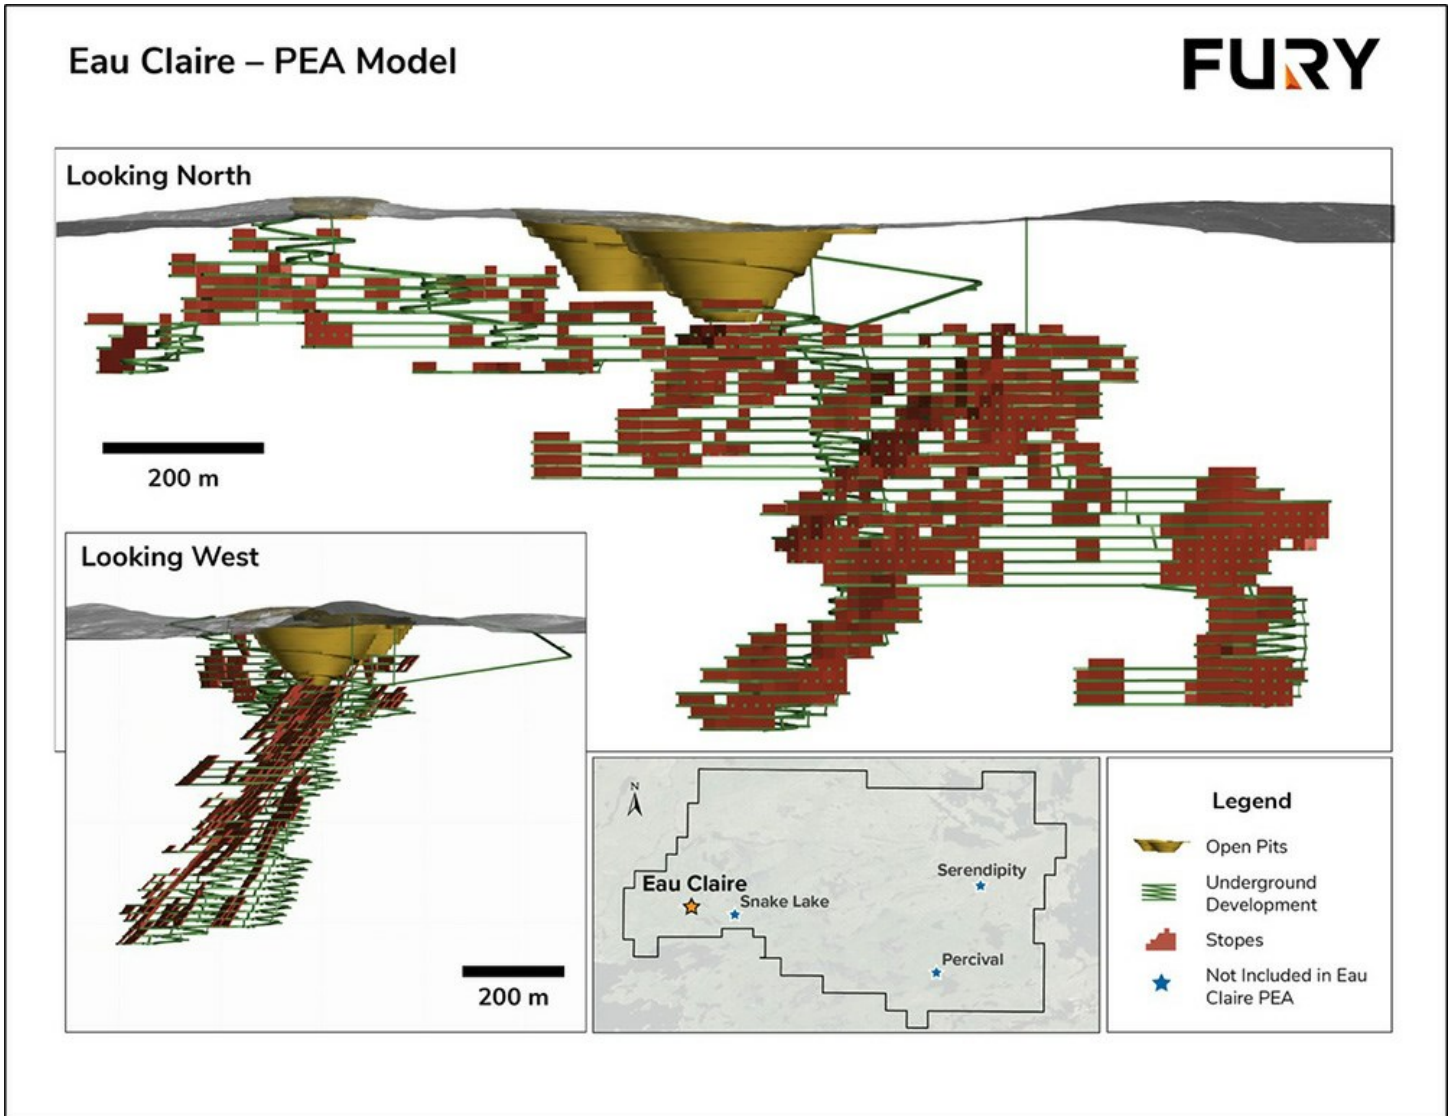 Eau Claire – PEA Model
FURY
Looking North
200 m
Looking West
200 m
N
Eau Claire
Snake Lake
Serendipity
Percival
Legend
Open Pits
Underground
Development
Stopes
Not Included in Eau
Claire PEA